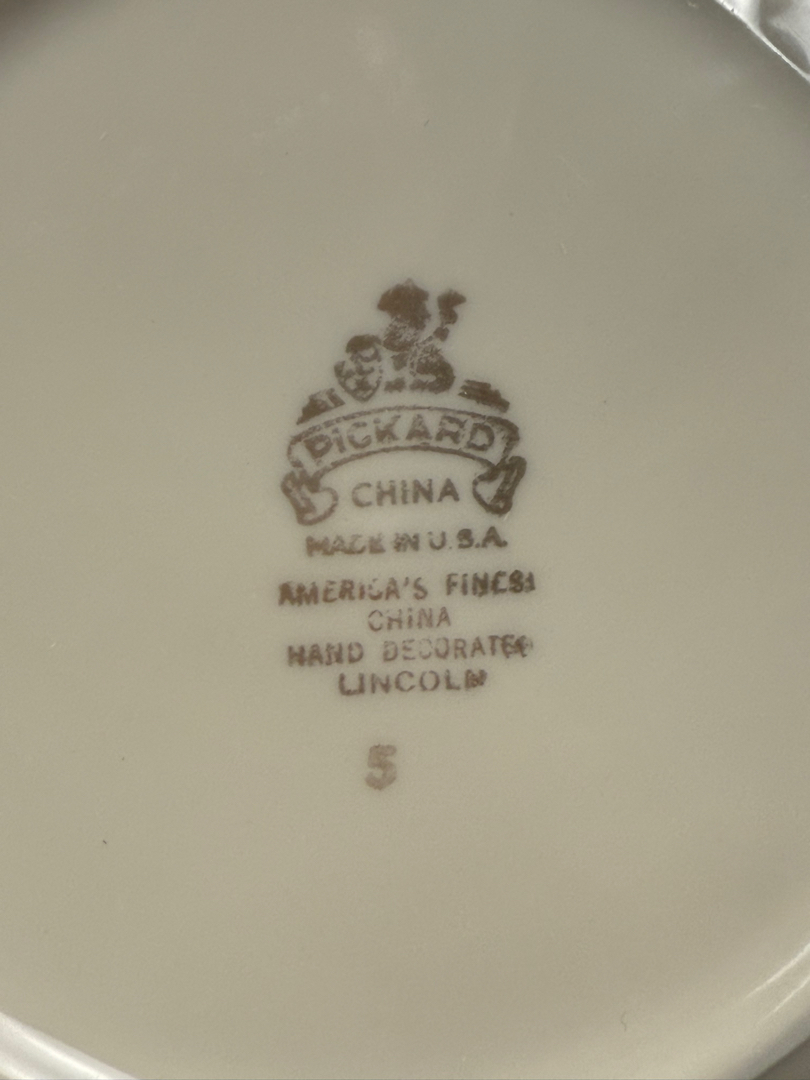 PICKARD
CHINA
MADE IN U.S.A.
AMERICA'S FINEST
CHINA
HAND DECORATED
LINCOLN
5